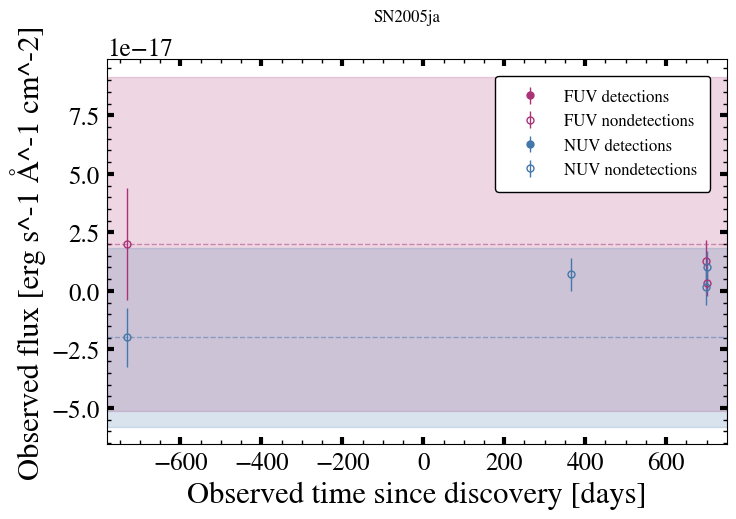 SN2005ja
1e−17
FUV detections
FUV nondetections
NUV detections
NUV nondetections
7.5
5.0
2.5
0.0
−2.5
−5.0
Observed flux [erg s^-1 Å^-1 cm^-2]
−600 −400 −200 0 200 400 600
Observed time since discovery [days]